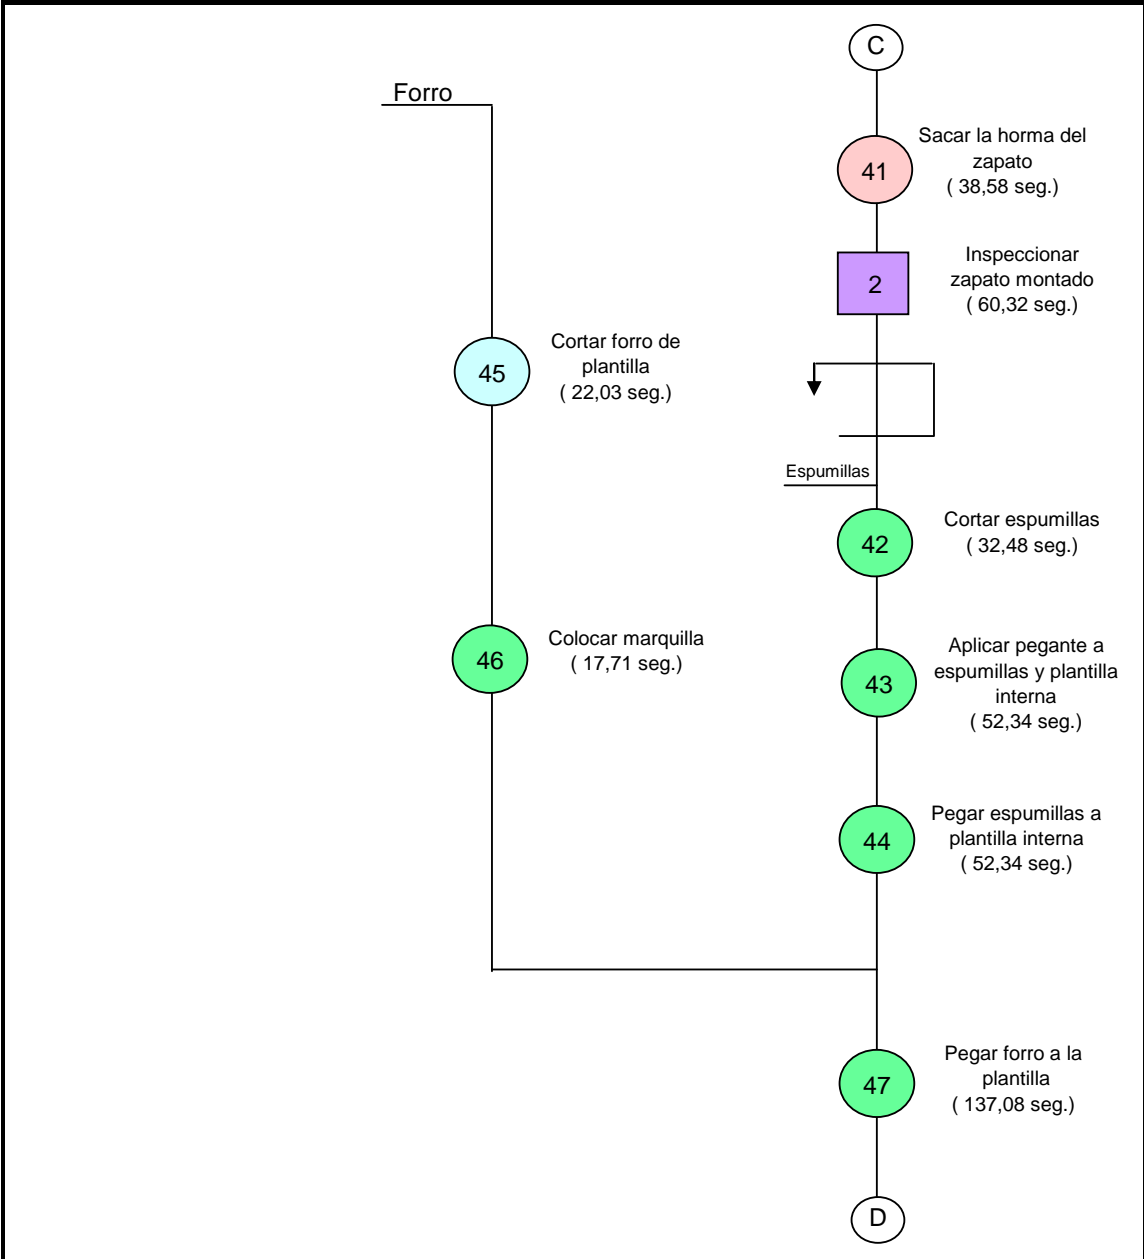 C
Forro
41
Sacar la horma del
zapato
( 38,58 seg.)
2
Inspeccionar
zapato montado
( 60,32 seg.)
45
Cortar forro de
plantilla
( 22,03 seg.)
Espumillas
42
Cortar espumillas
( 32,48 seg.)
46
Colocar marquilla
( 17,71 seg.)
43
Aplicar pegante a
espumillas y plantilla
interna
( 52,34 seg.)
44
Pegar espumillas a
plantilla interna
( 52,34 seg.)
47
Pegar forro a la
plantilla
( 137,08 seg.)
D